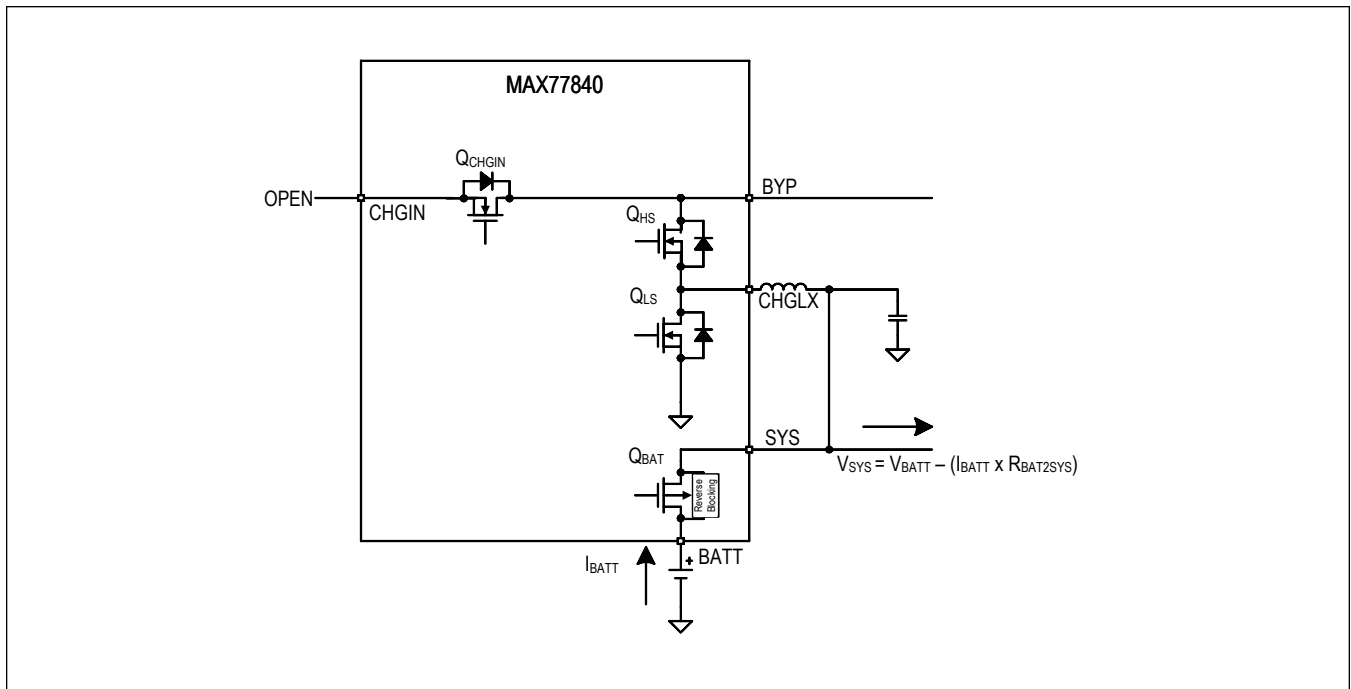 MAX77840
QCHGIN
OPEN
CHGIN
BYP
QHS
QLS
CHGLX
SYS
QBAT
Reverse
Blocking
VSYS = VBATT – (IBATT x RBAT2SYS)
IBATT
+ BATT